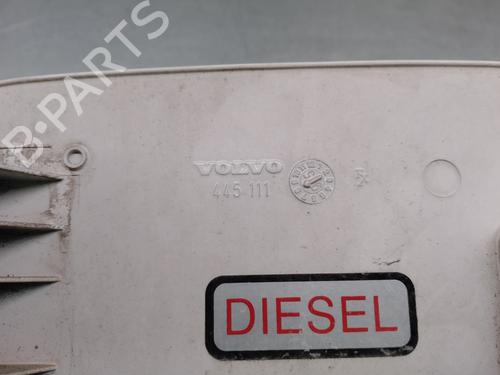 B-PARTS
VOLVO
445 111
DIESEL